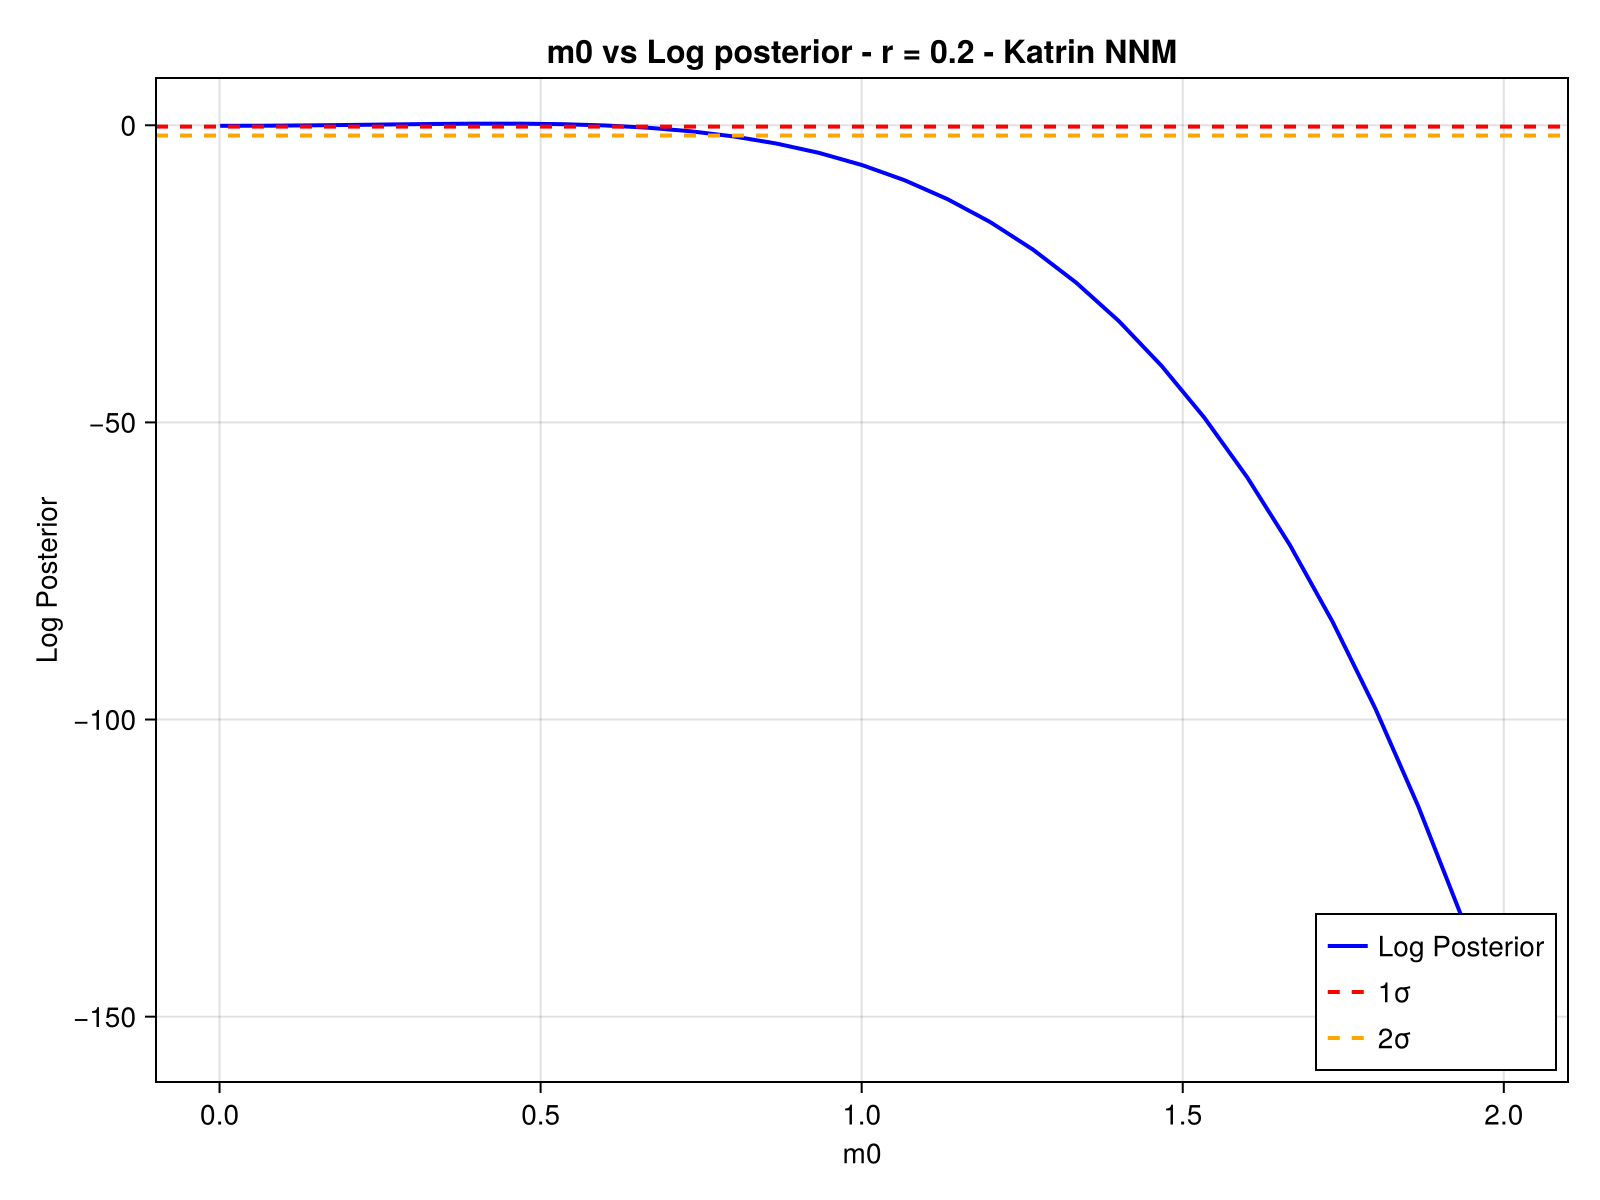 m0 vs Log posterior - r = 0.2 - Katrin NNM
Log Posterior
0
−50
−100
−150
0.0
0.5
1.0
1.5
2.0
m0
Log Posterior
1σ
2σ